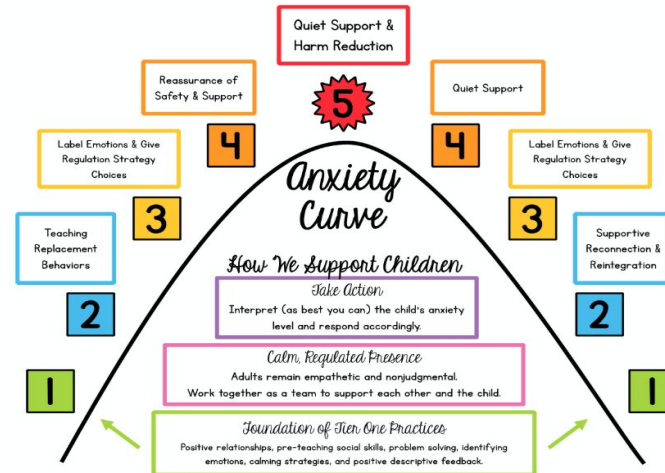 Quiet Support &
Harm Reduction
Reassurance of
Safety & Support
5
Quiet Support
4
4
Label Emotions & Give
Regulation Strategy
Choices
Label Emotions & Give
Regulation Strategy
Choices
3
Anxiety
Curve
3
Teaching
Replacement
Behaviors
Supportive
Reconnection &
Reintegration
2
How We Support Children
2
Take Action
Interpret (as best you can) the child's anxiety
level and respond accordingly.
1
Calm, Regulated Presence
Adults remain empathetic and nonjudgmental.
Work together as a team to support each other and the child.
1
Foundation of Tier One Practices
Positive relationships, pre-teaching social skills, problem solving, identifying
emotions, calming strategies, and positive descriptive feedback.